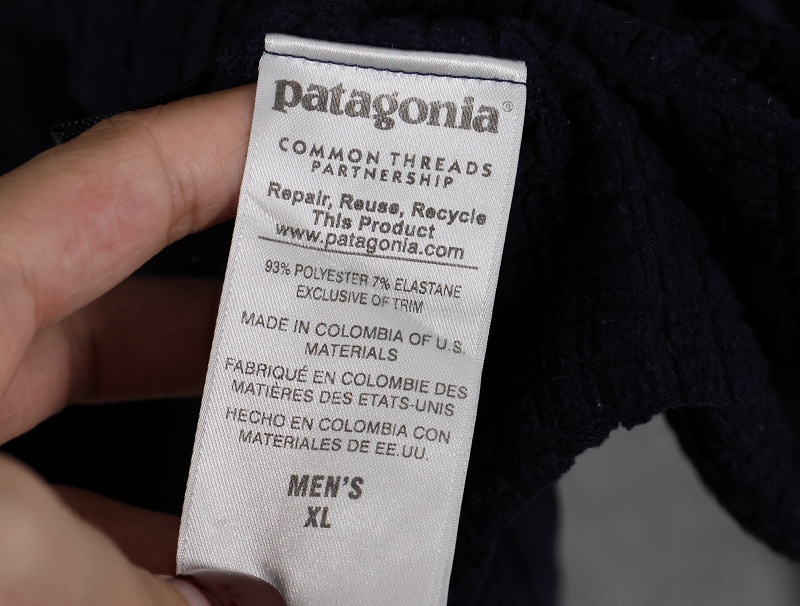 patagonia®
COMMON THREADS
PARTNERSHIP
Repair, Reuse, Recycle
This Product
www.patagonia.com
93% POLYESTER 7% ELASTANE
EXCLUSIVE OF TRIM
MADE IN COLOMBIA OF U.S.
MATERIALS
FABRIQUÉ EN COLOMBIE DES
MATIÈRES DES ETATS-UNIS
HECHO EN COLOMBIA CON
MATERIALES DE EE.UU.
MEN'S
XL